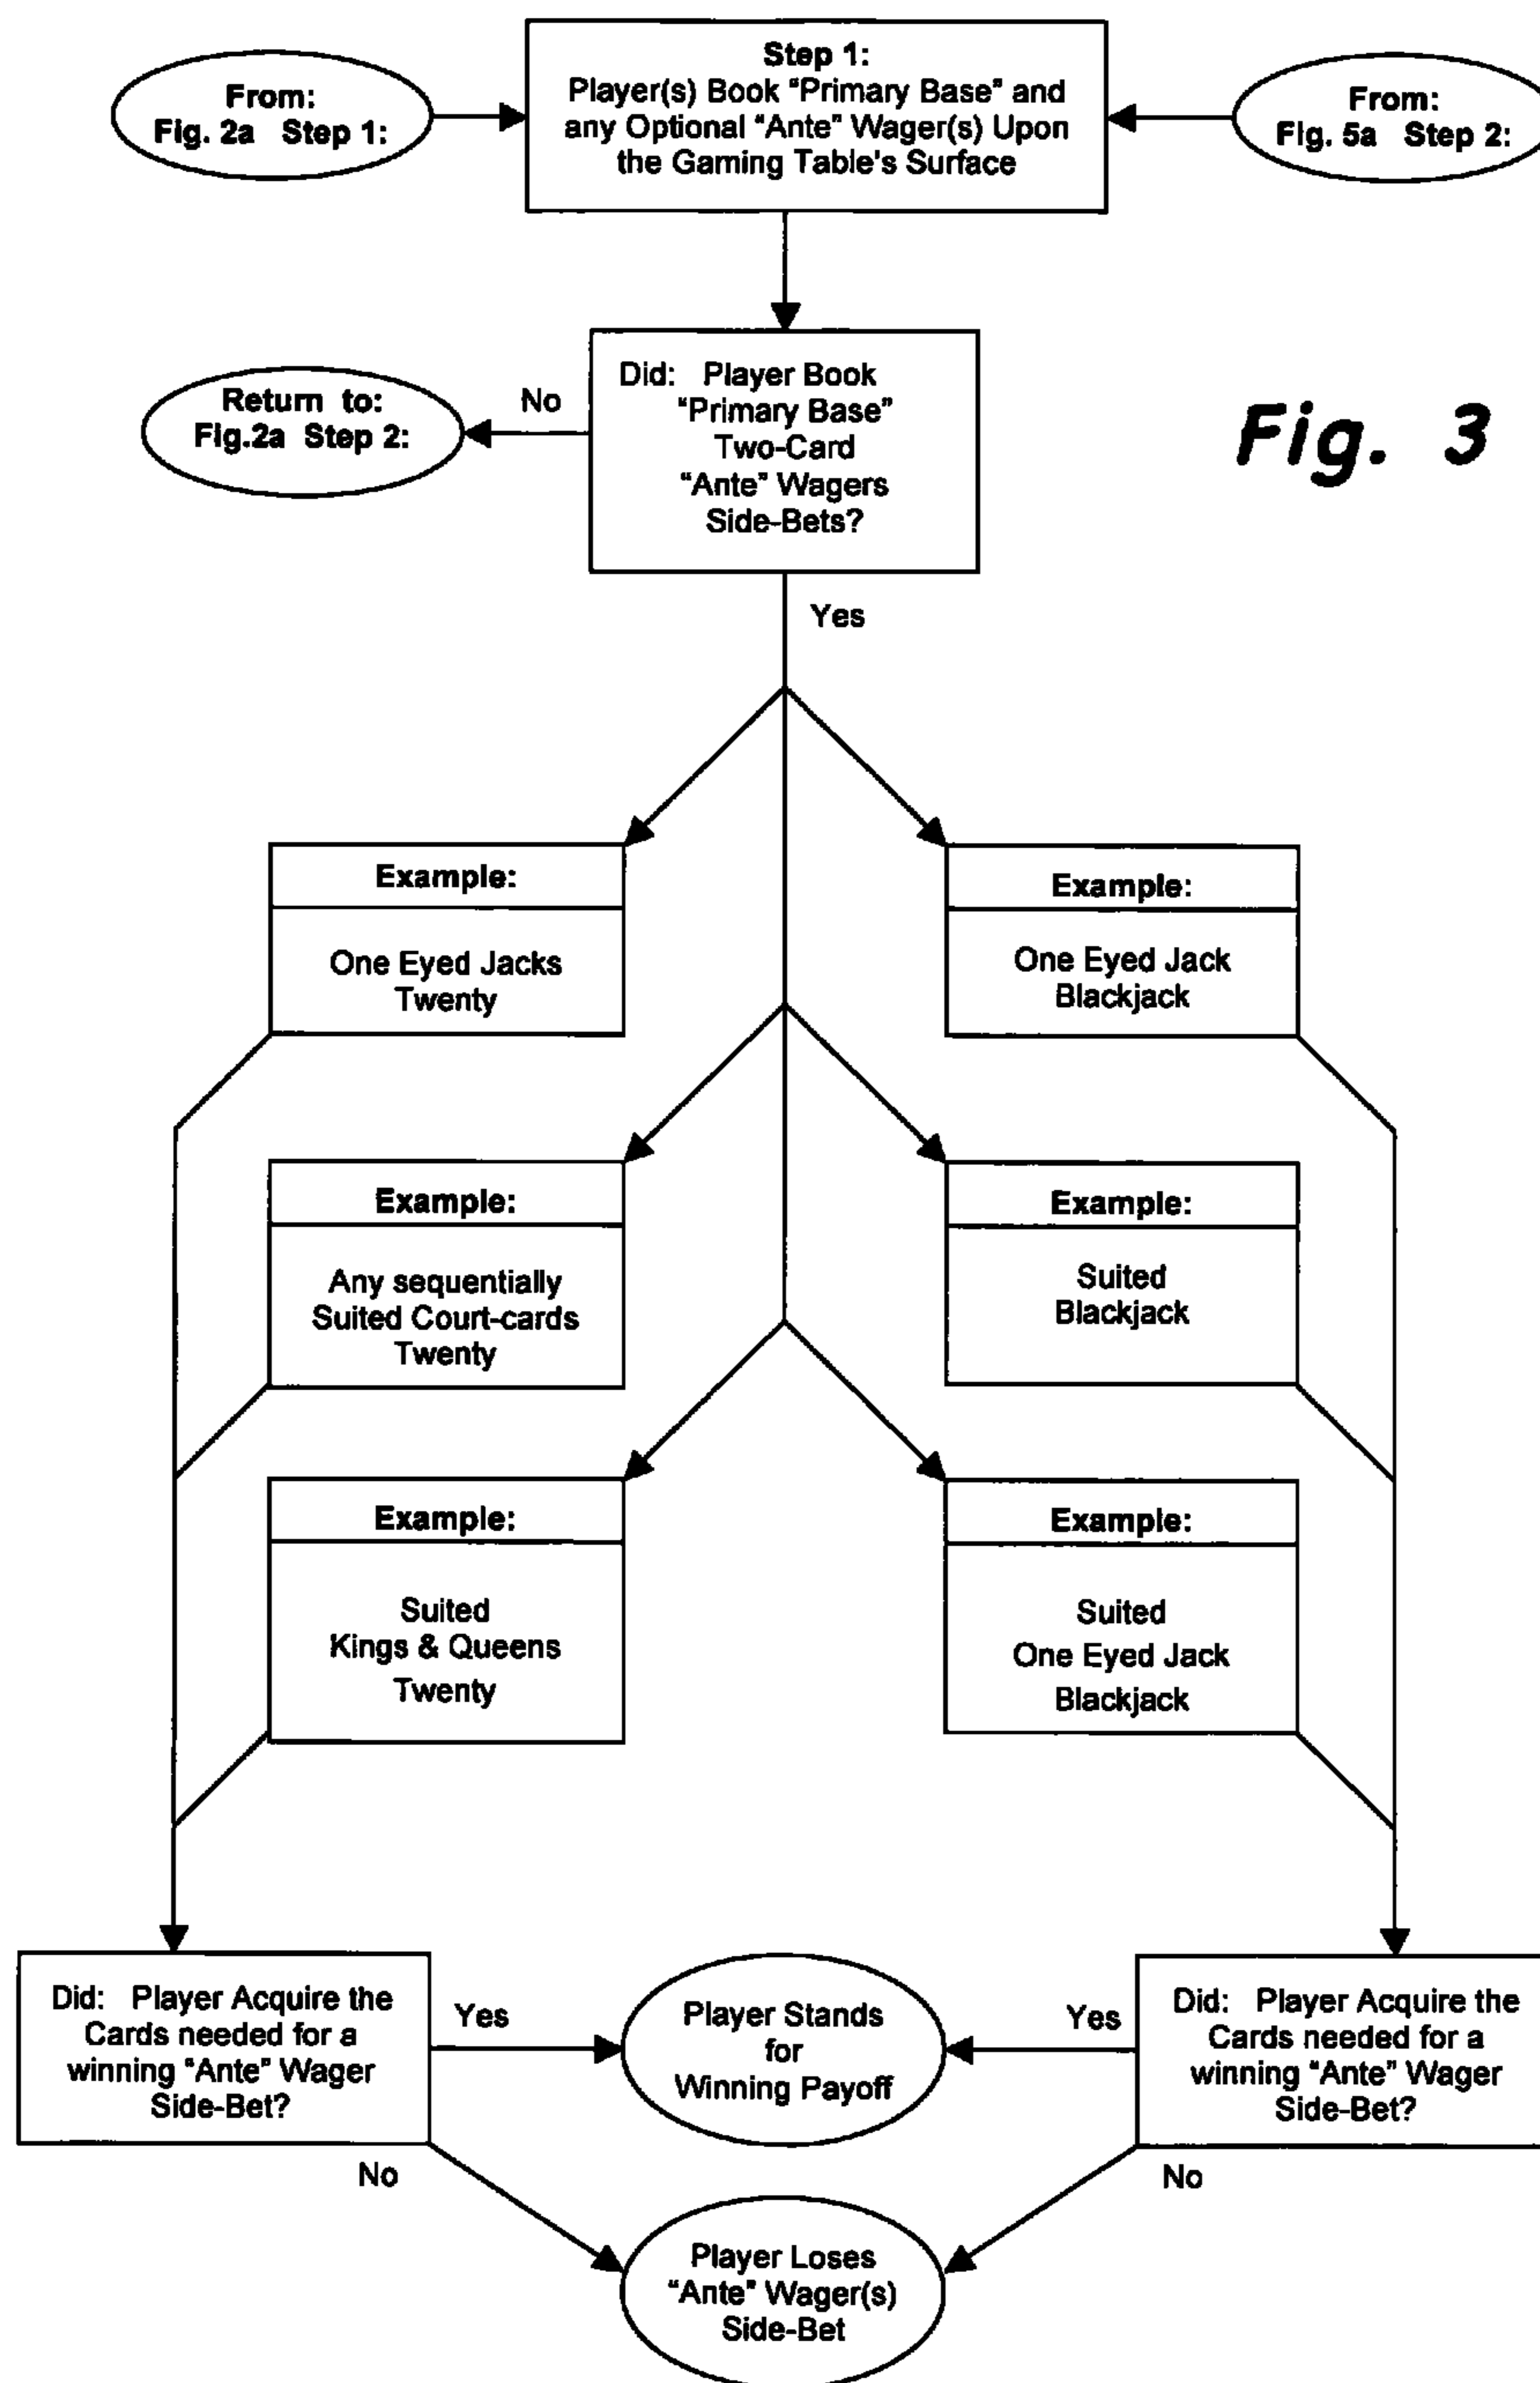 Step 1:
Player(s) Book "Primary Base" and
any Optional "Ante" Wager(s) Upon
the Gaming Table's Surface
From:
Fig. 2a Step 1:
From:
Fig. 5a Step 2:
Did: Player Book
"Primary Base"
Two-Card
"Ante" Wagers
Side-Bets?
No
Return to:
Fig.2a Step 2:
Fig. 3
Yes
Example:
One Eyed Jacks
Twenty
Example:
One Eyed Jack
Blackjack
Example:
Any sequentially
Suited Court-cards
Twenty
Example:
Suited
Blackjack
Example:
Suited
Kings & Queens
Twenty
Example:
Suited
One Eyed Jack
Blackjack
Did: Player Acquire the
Cards needed for a
winning "Ante" Wager
Side-Bet?
Yes
Player Stands
for
Winning Payoff
Yes
Did: Player Acquire the
Cards needed for a
winning "Ante" Wager
Side-Bet?
No
No
Player Loses
"Ante" Wager(s)
Side-Bet